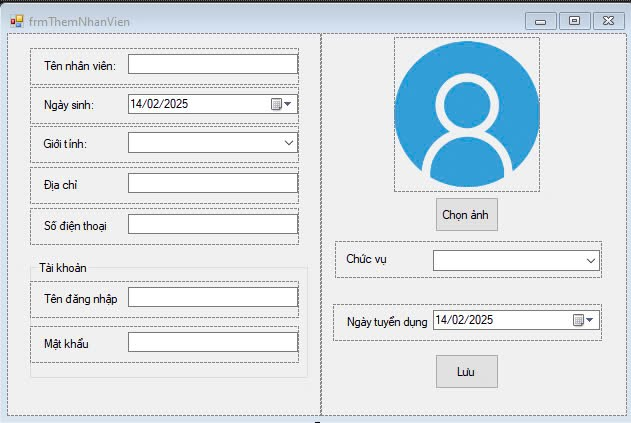 frmThemNhanVien
Tên nhân viên:
Ngày sinh: 14/02/2025
Giới tính:
Địa chỉ
Số điện thoại
Tài khoản
Tên đăng nhập
Mật khẩu
Chọn ảnh
Chức vụ
Ngày tuyển dụng 14/02/2025
Lưu